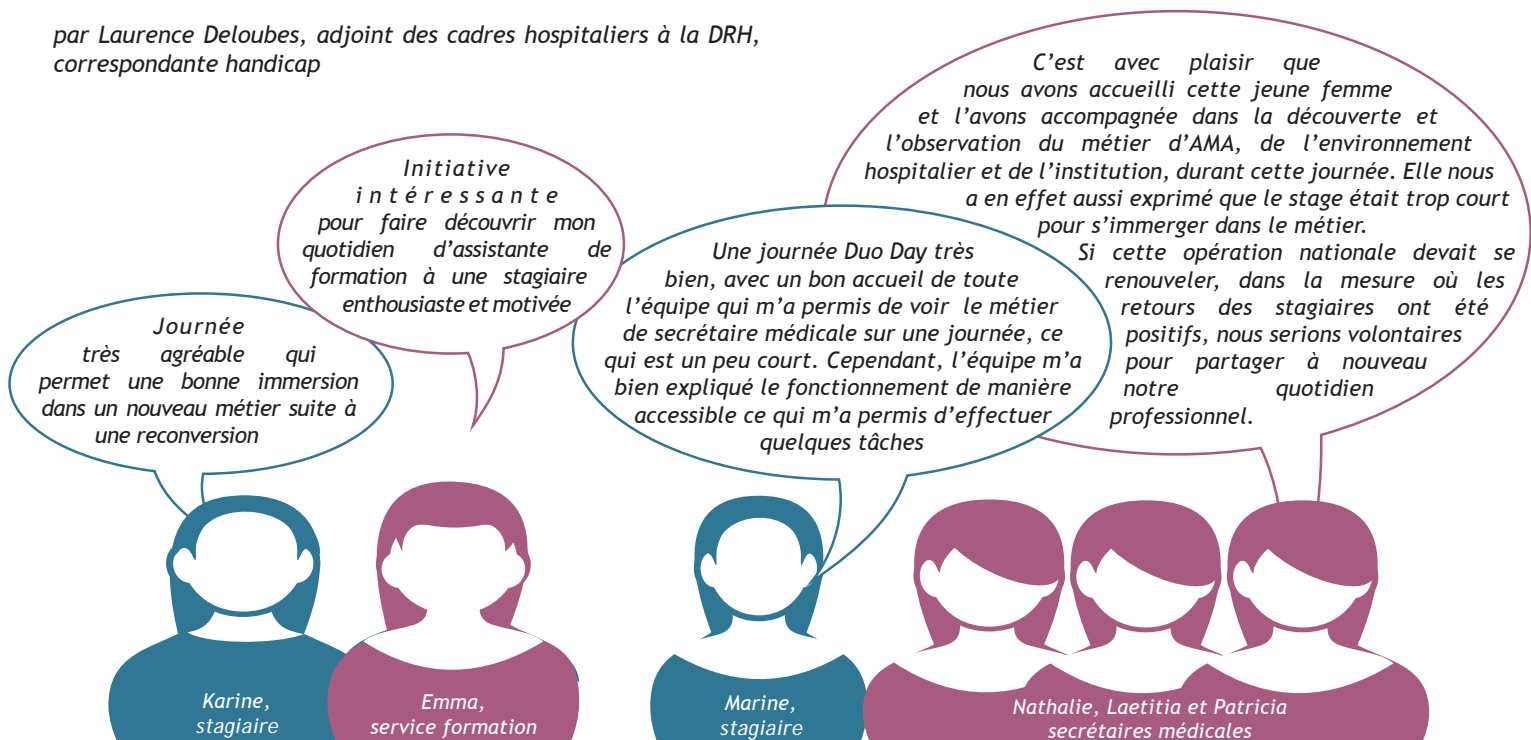 par Laurence Deloubes, adjoint des cadres hospitaliers à la DRH,
correspondante handicap
Journée
très agréable qui
permet une bonne immersion
dans un nouveau métier suite à
une reconversion
Initiative
intéressante
pour faire découvrir mon
quotidien d’assistante de
formation à une stagiaire
enthousiaste et motivée
Une journée Duo Day très
bien, avec un bon accueil de toute
l’équipe qui m’a permis de voir le métier
de secrétaire médicale sur une journée, ce
qui est un peu court. Cependant, l’équipe m’a
bien expliqué le fonctionnement de manière
accessible ce qui m’a permis d’effectuer
quelques tâches
C’est avec plaisir que
nous avons accueilli cette jeune femme
et l’avons accompagnée dans la découverte et
l’observation du métier d’AMA, de l’environnement
hospitalier et de l’institution, durant cette journée. Elle nous
a en effet aussi exprimé que le stage était trop court
pour s’immerger dans le métier.
Si cette opération nationale devait se
renouveler, dans la mesure où les
retours des stagiaires ont été
positifs, nous serions volontaires
pour partager à nouveau
notre quotidien
professionnel.
Karine,
stagiaire
Emma,
service formation
Marine,
stagiaire
Nathalie, Laetitia et Patricia
secrétaires médicales